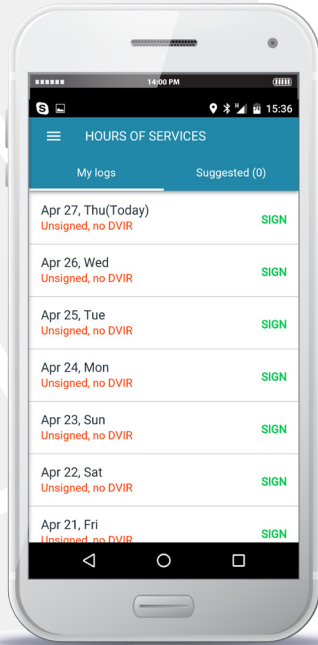 14:00 PM
15:36
HOURS OF SERVICES
My logs
Suggested (0)
Apr 27, Thu(Today)
Unsigned, no DVIR
SIGN
Apr 26, Wed
Unsigned, no DVIR
SIGN
Apr 25, Tue
Unsigned, no DVIR
SIGN
Apr 24, Mon
Unsigned, no DVIR
SIGN
Apr 23, Sun
Unsigned, no DVIR
SIGN
Apr 22, Sat
Unsigned, no DVIR
SIGN
Apr 21, Fri
Unsigned, no DVIR
SIGN